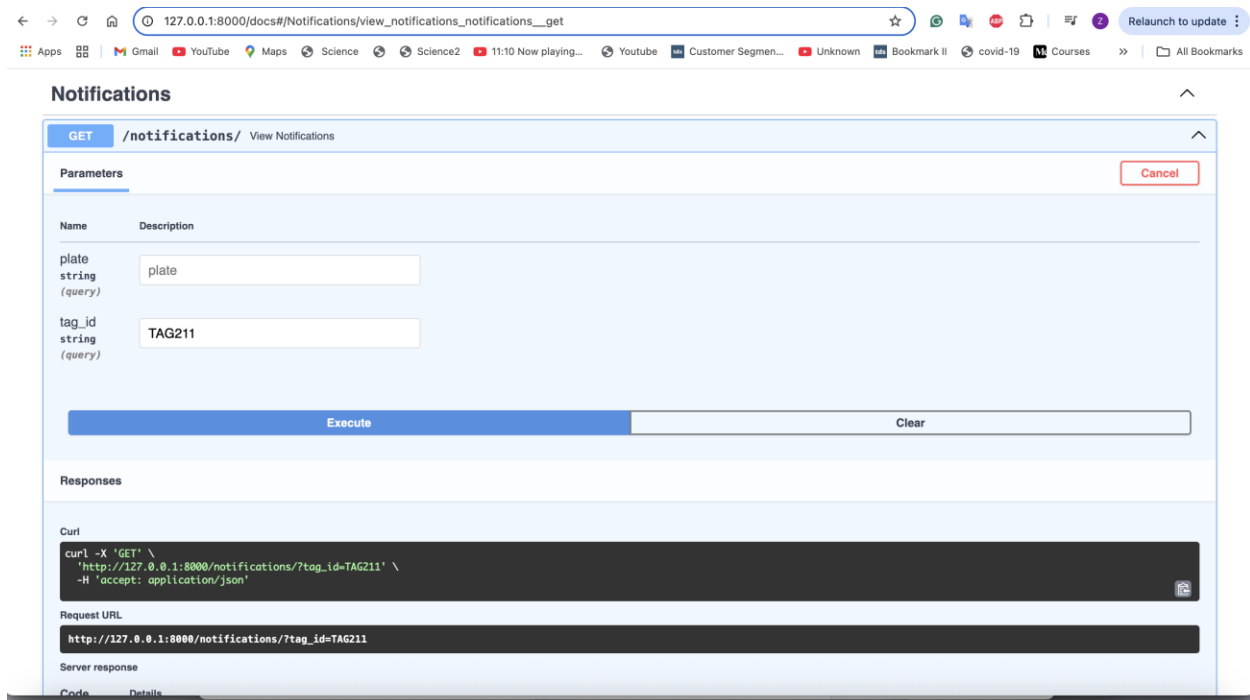 127.0.0.1:8000/docs#/Notifications/view_notifications_notifications__get
Relaunch to update
Z
Apps Gmail YouTube Maps Science Science2 11:10 Now playing... Youtube Customer Segmen... Unknown Bookmark II covid-19 Courses » All Bookmarks
Notifications
GET /notifications/ View Notifications
Parameters Cancel
Name Description
plate
string
(query)
plate
tag_id
string
(query)
TAG211
Execute Clear
Responses
Curl
curl -X 'GET' \
'http://127.0.0.1:8000/notifications/?tag_id=TAG211' \
-H 'accept: application/json'
Request URL
http://127.0.0.1:8000/notifications/?tag_id=TAG211
Server response
Code Details